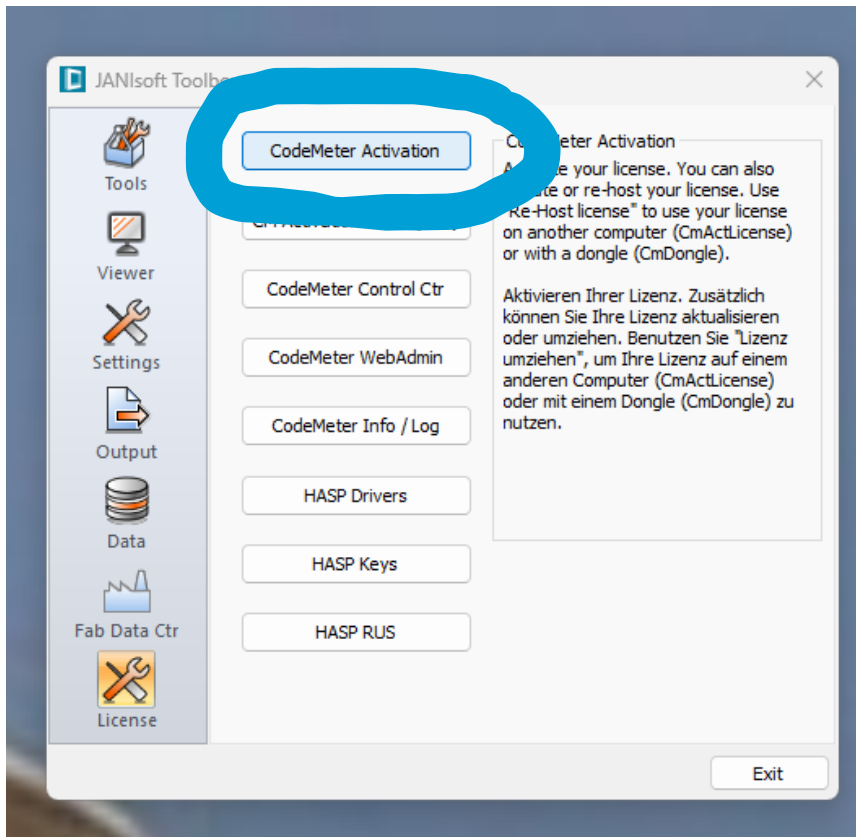 JANIsoft
Tools
Viewer
Settings
Output
Data
Fab Data Ctr
License
CodeMeter Activation
CodeMeter Control Ctr
CodeMeter WebAdmin
CodeMeter Info / Log
HASP Drivers
HASP Keys
HASP RUS
Activation
your license. You can also
or re-host your license. Use
"Re-Host license" to use your license
on another computer (CmActLicense)
or with a dongle (CmDongle).
Aktivieren Ihrer Lizenz. Zusätzlich
können Sie Ihre Lizenz aktualisieren
oder umziehen. Benutzen Sie "Lizenz
umziehen", um Ihre Lizenz auf einem
anderen Computer (CmActLicense)
oder mit einem Dongle (CmDongle) zu
nutzen.
Exit